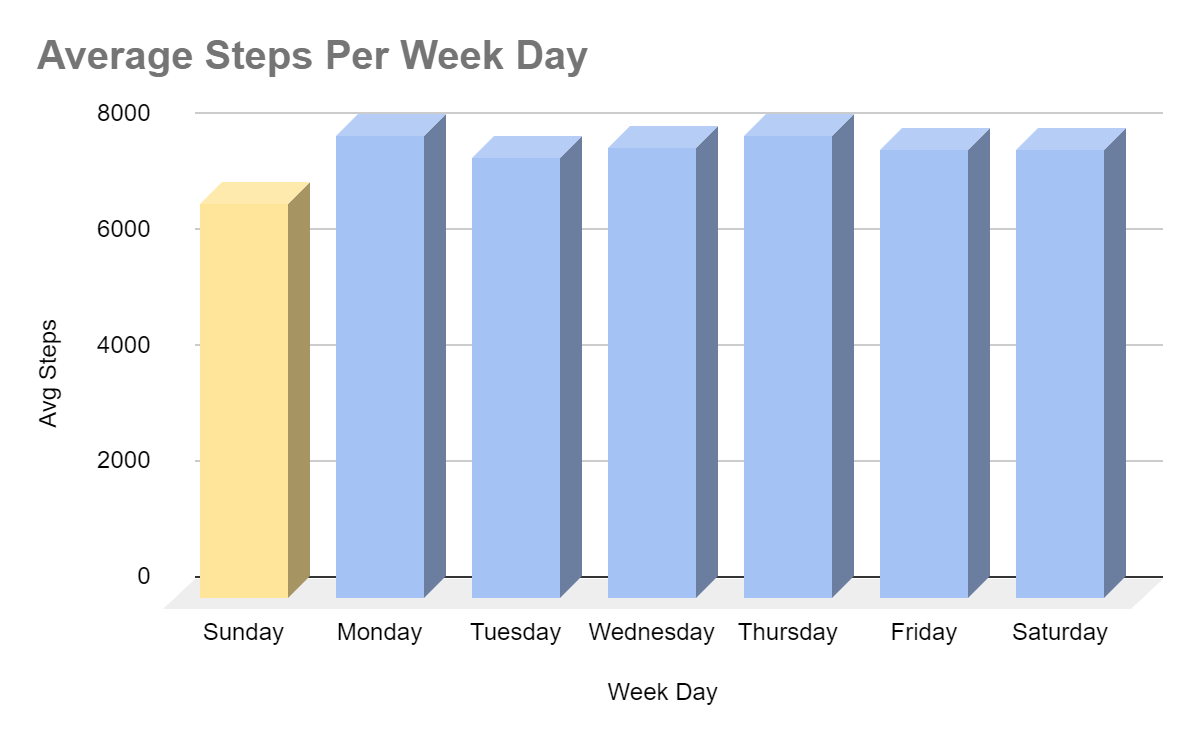 Average Steps Per Week Day
8000
6000
4000
2000
0
Avg Steps
Sunday Monday Tuesday Wednesday Thursday Friday Saturday
Week Day